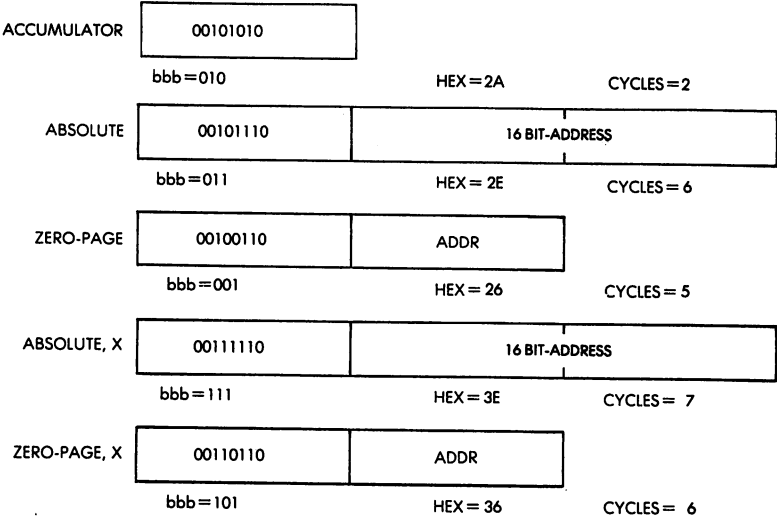 ACCUMULATOR 00101010
bbb=010 HEX=2A CYCLES=2
ABSOLUTE 00101110 16 BIT-ADDRESS
bbb=011 HEX=2E CYCLES=6
ZERO-PAGE 00100110 ADDR
bbb=001 HEX=26 CYCLES=5
ABSOLUTE, X 00111110 16 BIT-ADDRESS
bbb=111 HEX=3E CYCLES= 7
ZERO-PAGE, X 00110110 ADDR
bbb=101 HEX=36 CYCLES= 6